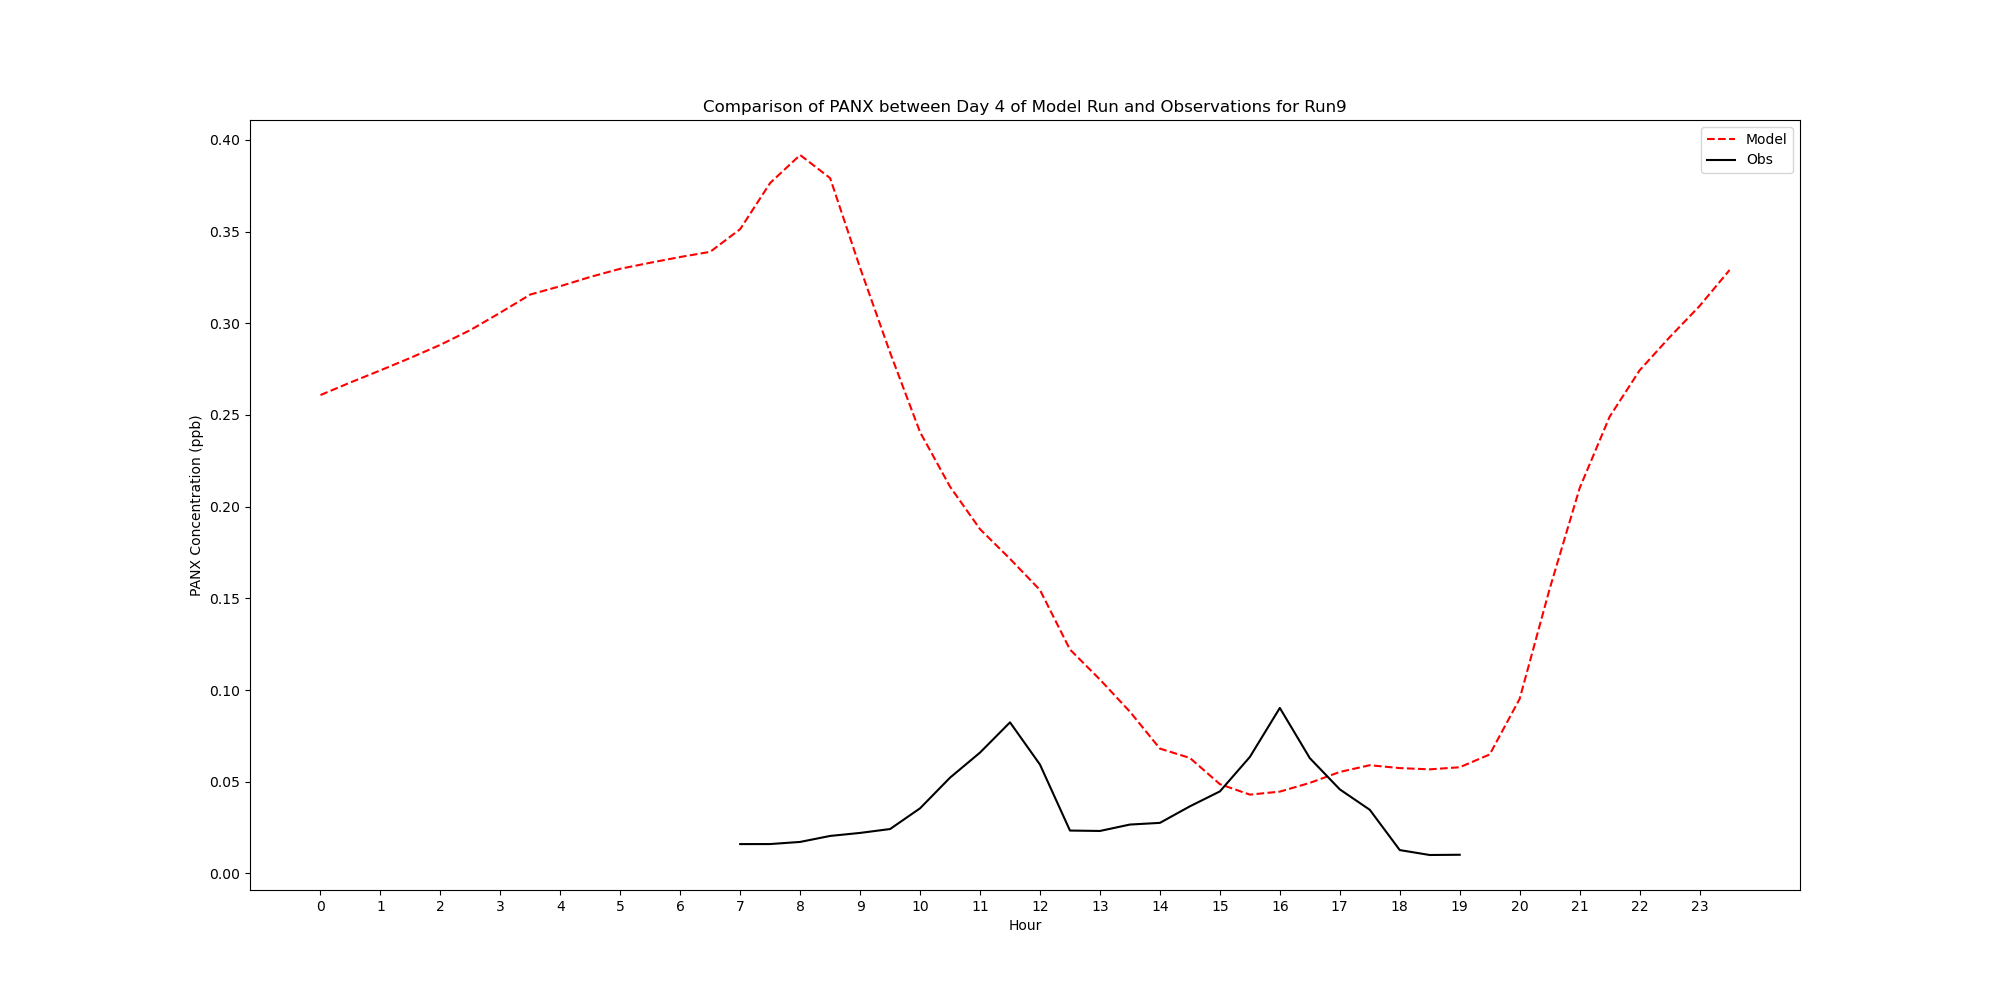 Comparison of PANX between Day 4 of Model Run and Observations for Run9
Model
Obs
PANX Concentration (ppb)
0.40
0.35
0.30
0.25
0.20
0.15
0.10
0.05
0.00
0 1 2 3 4 5 6 7 8 9 10 11 12 13 14 15 16 17 18 19 20 21 22 23
Hour